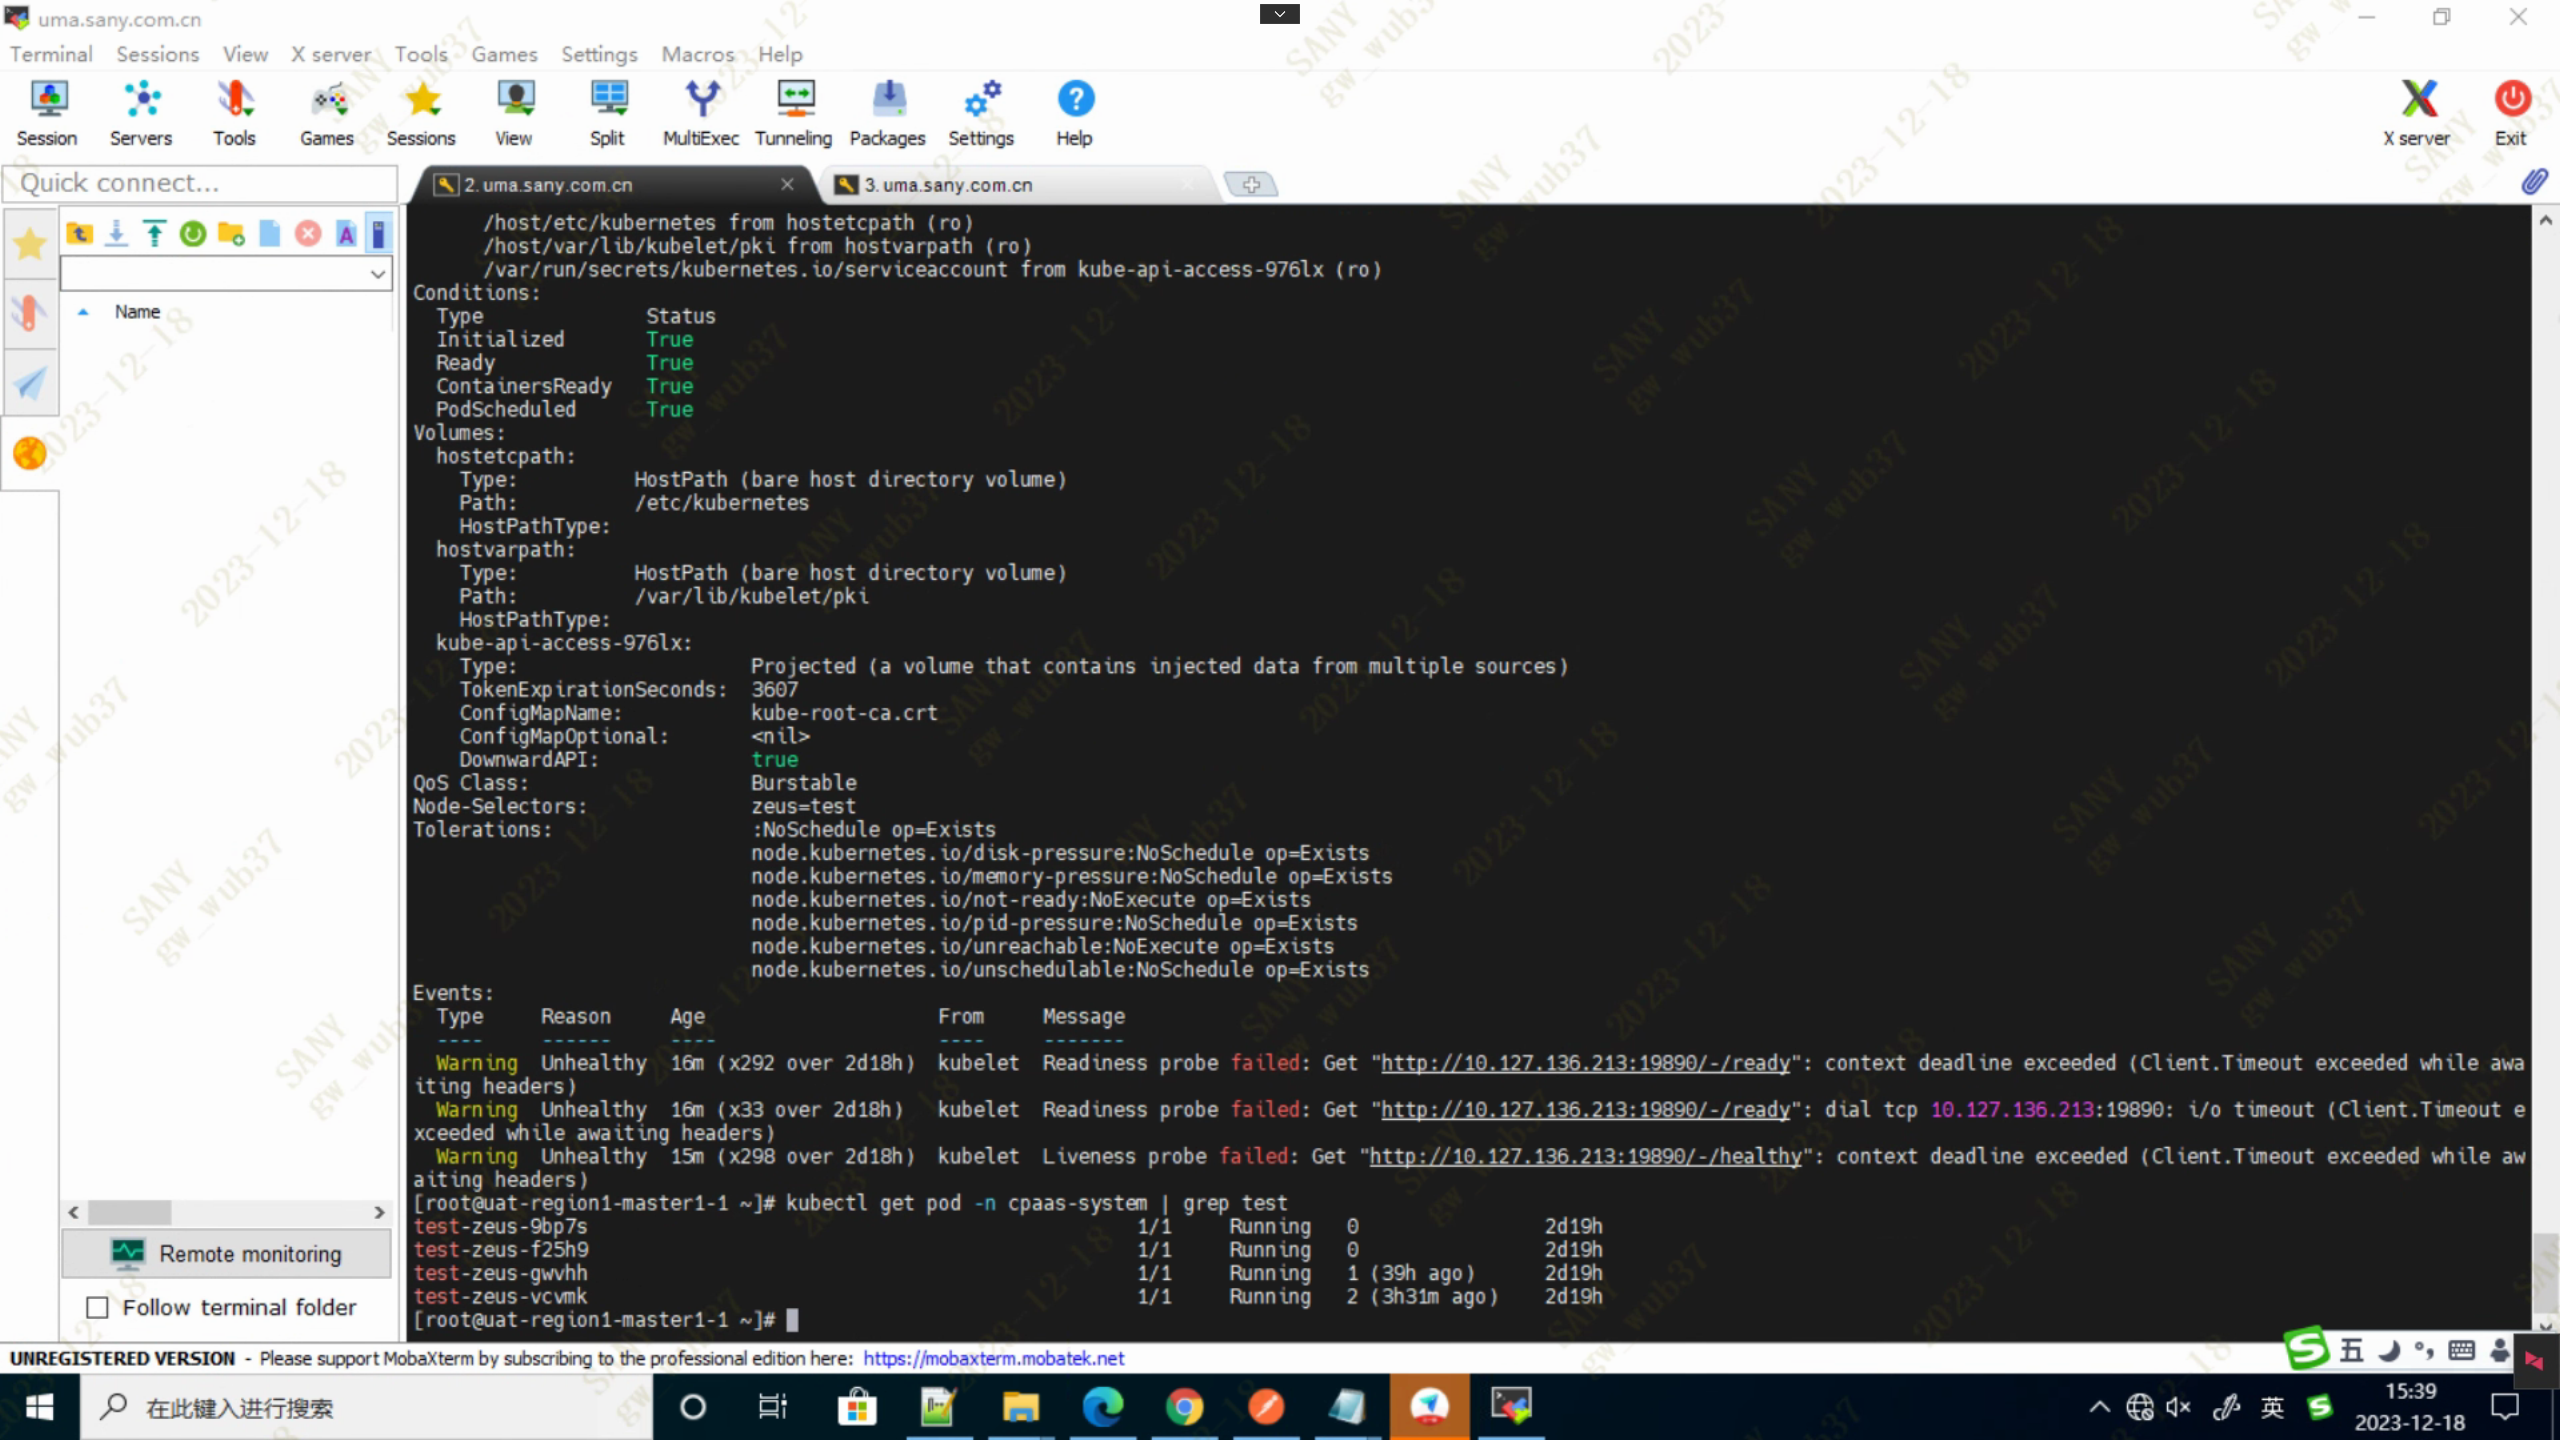 uma.sany.com.cn
Terminal Sessions View X server Tools Games Settings Macros Help
Session Servers Tools Games Sessions View Split MultiExec Tunneling Packages Settings Help X server Exit
Quick connect...
2. uma.sany.com.cn
3. uma.sany.com.cn
Name
/host/etc/kubernetes from hostetcpath (ro)
/host/var/lib/kubelet/pki from hostvarpath (ro)
/var/run/secrets/kubernetes.io/serviceaccount from kube-api-access-976lx (ro)
Conditions:
Type Status
Initialized True
Ready True
ContainersReady True
PodScheduled True
Volumes:
hostetcpath:
Type: HostPath (bare host directory volume)
Path: /etc/kubernetes
HostPathType:
hostvarpath:
Type: HostPath (bare host directory volume)
Path: /var/lib/kubelet/pki
HostPathType:
kube-api-access-976lx:
Type: Projected (a volume that contains injected data from multiple sources)
TokenExpirationSeconds: 3607
ConfigMapName: kube-root-ca.crt
ConfigMapOptional: <nil>
DownwardAPI: true
QoS Class: Burstable
Node-Selectors: zeus=test
Tolerations: :NoSchedule op=Exists
node.kubernetes.io/disk-pressure:NoSchedule op=Exists
node.kubernetes.io/memory-pressure:NoSchedule op=Exists
node.kubernetes.io/not-ready:NoExecute op=Exists
node.kubernetes.io/pid-pressure:NoSchedule op=Exists
node.kubernetes.io/unreachable:NoExecute op=Exists
node.kubernetes.io/unschedulable:NoSchedule op=Exists
Events:
Type Reason Age From Message
---- ------ ---- ---- -------
Warning Unhealthy 16m (x292 over 2d18h) kubelet Readiness probe failed: Get "http://10.127.136.213:19890/-/ready": context deadline exceeded (Client.Timeout exceeded while awa
iting headers)
Warning Unhealthy 16m (x33 over 2d18h) kubelet Readiness probe failed: Get "http://10.127.136.213:19890/-/ready": dial tcp 10.127.136.213:19890: i/o timeout (Client.Timeout e
xceeded while awaiting headers)
Warning Unhealthy 15m (x298 over 2d18h) kubelet Liveness probe failed: Get "http://10.127.136.213:19890/-/healthy": context deadline exceeded (Client.Timeout exceeded while aw
aiting headers)
[root@uat-region1-master1-1 ~]# kubectl get pod -n cpaas-system | grep test
test-zeus-9bp7s 1/1 Running 0 2d19h
test-zeus-f25h9 1/1 Running 0 2d19h
test-zeus-gwvhh 1/1 Running 1 (39h ago) 2d19h
test-zeus-vcvmk 1/1 Running 2 (3h31m ago) 2d19h
[root@uat-region1-master1-1 ~]#
Remote monitoring
Follow terminal folder
UNREGISTERED VERSION - Please support MobaXterm by subscribing to the professional edition here: https://mobaxterm.mobatek.net
五
在此键入进行搜索
英
15:39
2023-12-18
SANY
gw_wub37
2023-12-18